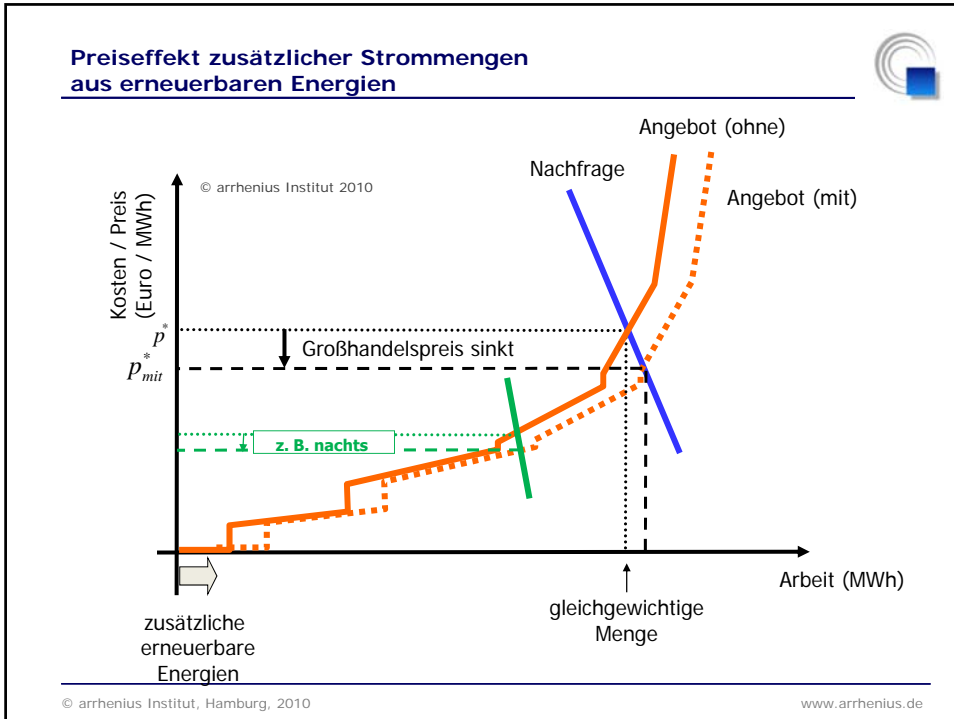 Preiseffekt zusätzlicher Strommengen
aus erneuerbaren Energien
Angebot (ohne)
Nachfrage
© arrhenius Institut 2010
Angebot (mit)
Kosten / Preis
(Euro / MWh)
p*
Großhandelspreis sinkt
p*mit
z. B. nachts
Arbeit (MWh)
gleichgewichtige
Menge
zusätzliche
erneuerbare
Energien
© arrhenius Institut, Hamburg, 2010
www.arrhenius.de